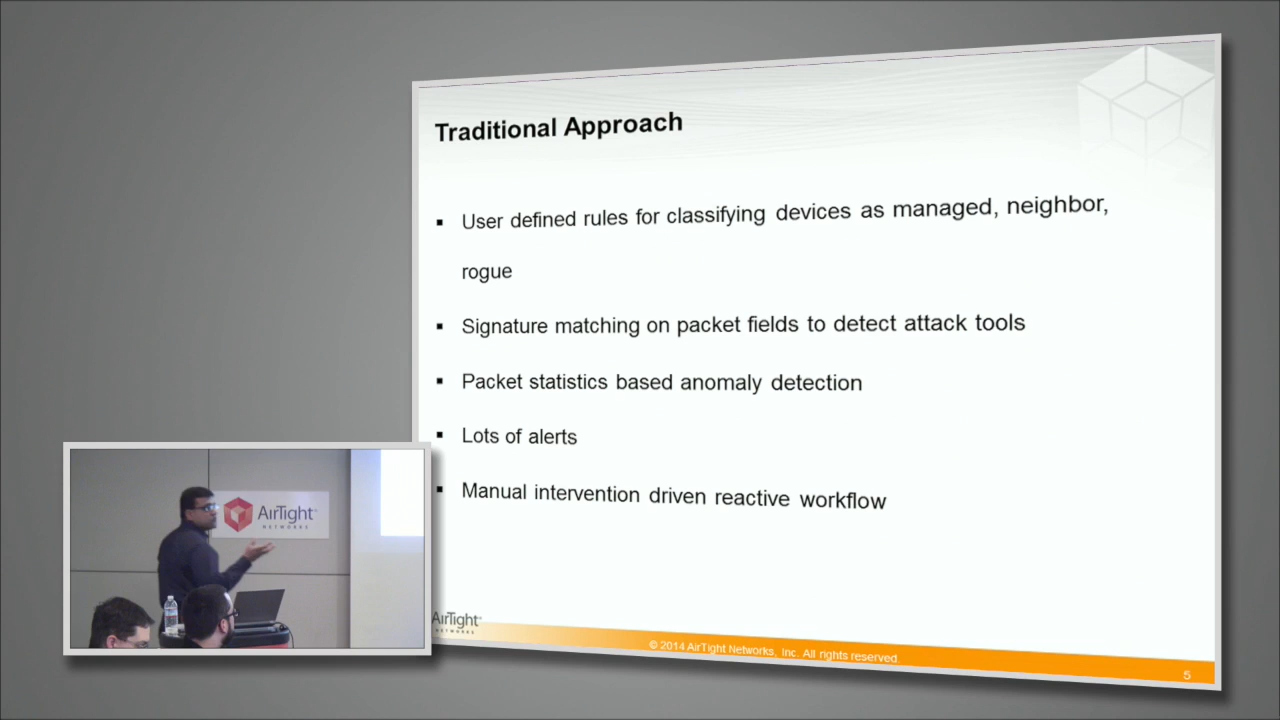 Traditional Approach
▪ User defined rules for classifying devices as managed, neighbor,
rogue
▪ Signature matching on packet fields to detect attack tools
▪ Packet statistics based anomaly detection
▪ Lots of alerts
▪ Manual intervention driven reactive workflow
AirTight
NETWORKS
AirTight
NETWORKS
© 2014 AirTight Networks, Inc. All rights reserved.
5